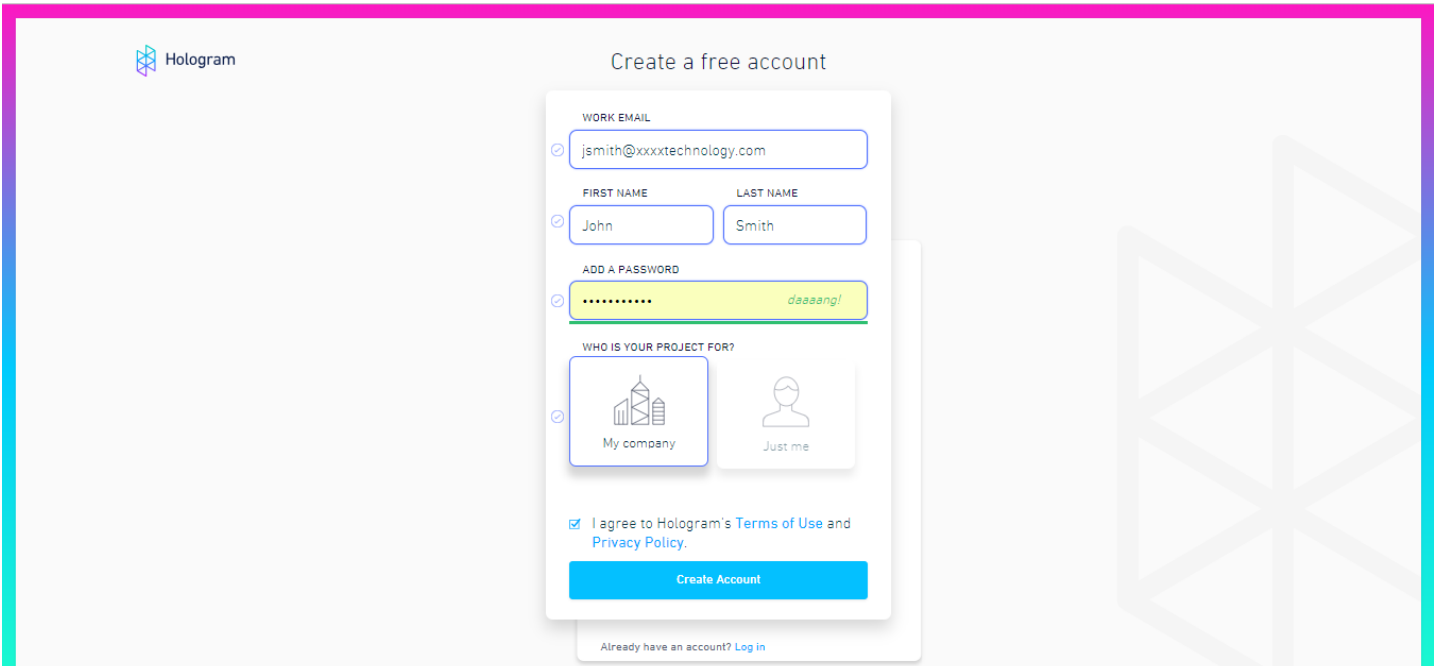 Hologram
Create a free account
WORK EMAIL
jsmith@xxxxtechnology.com
FIRST NAME LAST NAME
John Smith
ADD A PASSWORD
••••••••••• daaaang!
WHO IS YOUR PROJECT FOR?
My company Just me
I agree to Hologram's Terms of Use and
Privacy Policy.
Create Account
Already have an account? Log in